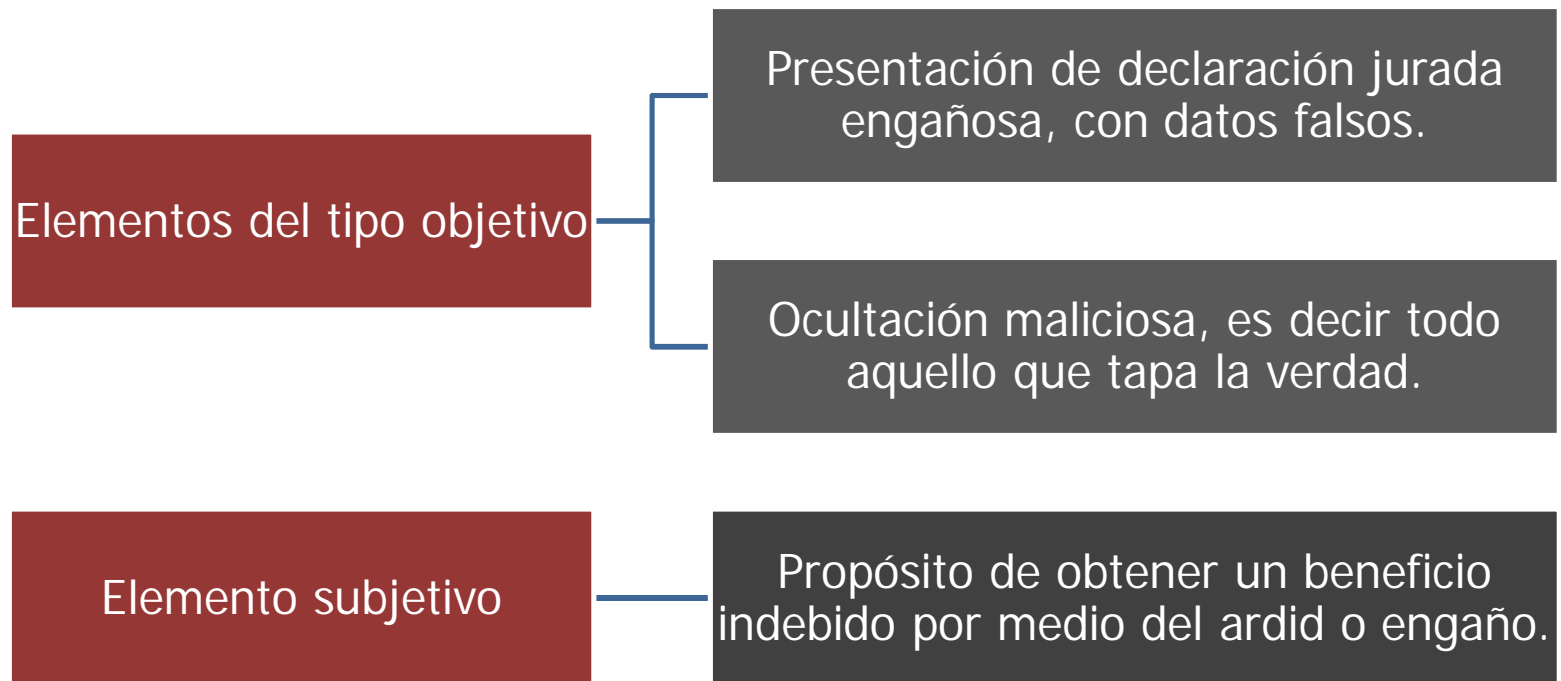 Elementos del tipo objetivo
Presentación de declaración jurada
engañosa, con datos falsos.
Ocultación maliciosa, es decir todo
aquello que tapa la verdad.
Elemento subjetivo
Propósito de obtener un beneficio
indebido por medio del ardid o engaño.